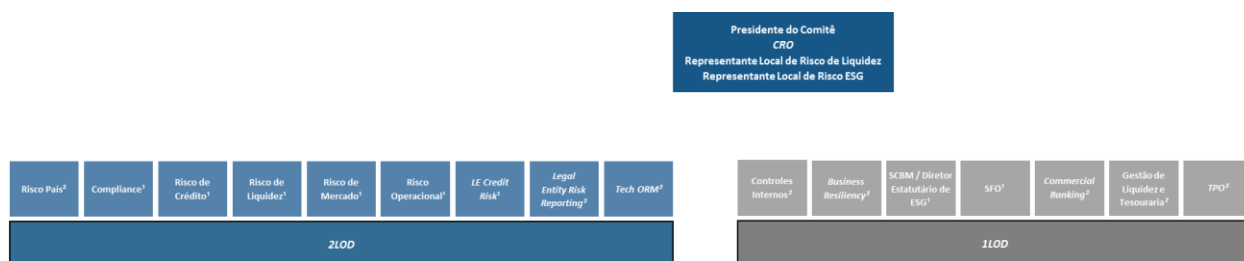 Presidente do Comitê
CRO
Representante Local de Risco de Liquidez
Representante Local de Risco ESG
Risco País²
Compliance¹
Risco de
Crédito¹
Risco de
Liquidez¹
Risco de
Mercado¹
Risco
Operacional¹
LE Credit
Risk¹
Legal
Entity Risk
Reporting²
Tech ORM²
2LOD
Controles
Internos²
Business
Resiliency²
SCBM / Diretor
Estatutário de
ESG¹
SFO¹
Commercial
Banking²
Gestão de
Liquidez e
Tesouraria²
TPO²
1LOD